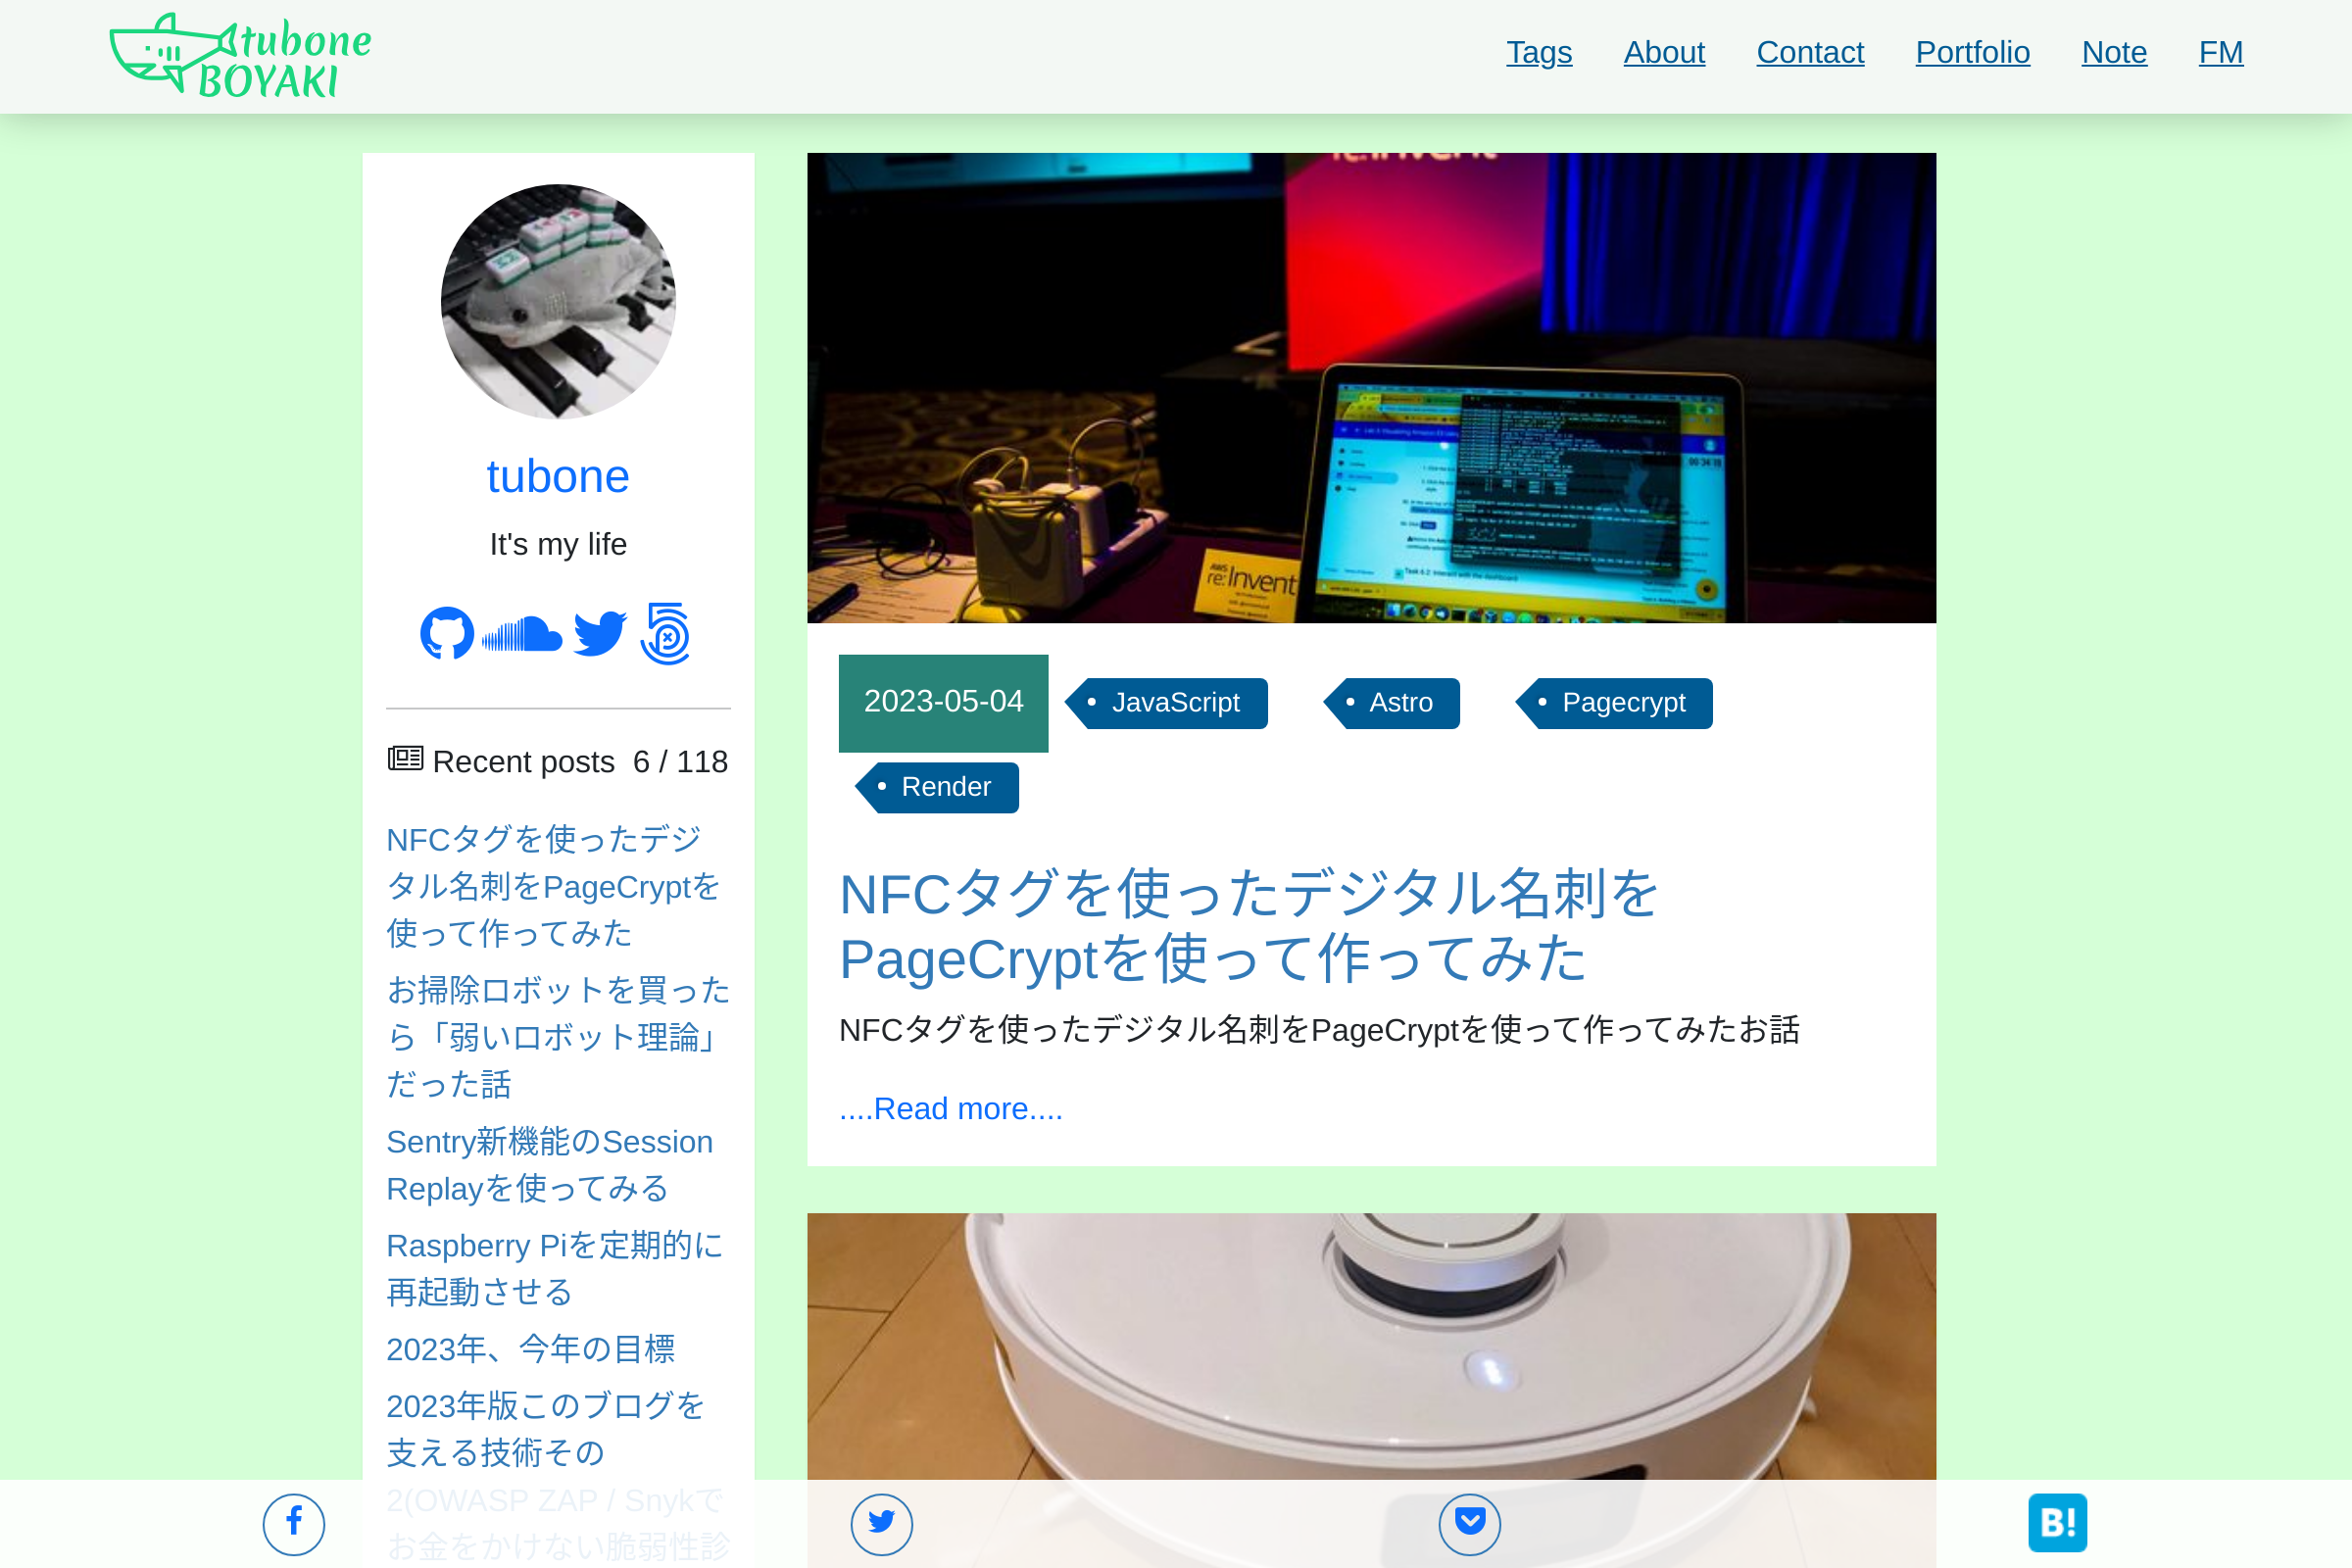 tubone
BOYAKI
Tags About Contact Portfolio Note FM
tubone
It's my life
Recent posts 6 / 118
NFCタグを使ったデジ
タル名刺をPageCryptを
使って作ってみた
お掃除ロボットを買った
ら「弱いロボット理論」
だった話
Sentry新機能のSession
Replayを使ってみる
Raspberry Piを定期的に
再起動させる
2023年、今年の目標
2023年版このブログを
支える技術その
2(OWASP ZAP / Snykで
お金をかけない脆弱性診
re:Invent
AWS
re:Invent
00:34:18
2023-05-04
JavaScript
Astro
Pagecrypt
Render
NFCタグを使ったデジタル名刺を
PageCryptを使って作ってみた
NFCタグを使ったデジタル名刺をPageCryptを使って作ってみたお話
....Read more....
B!